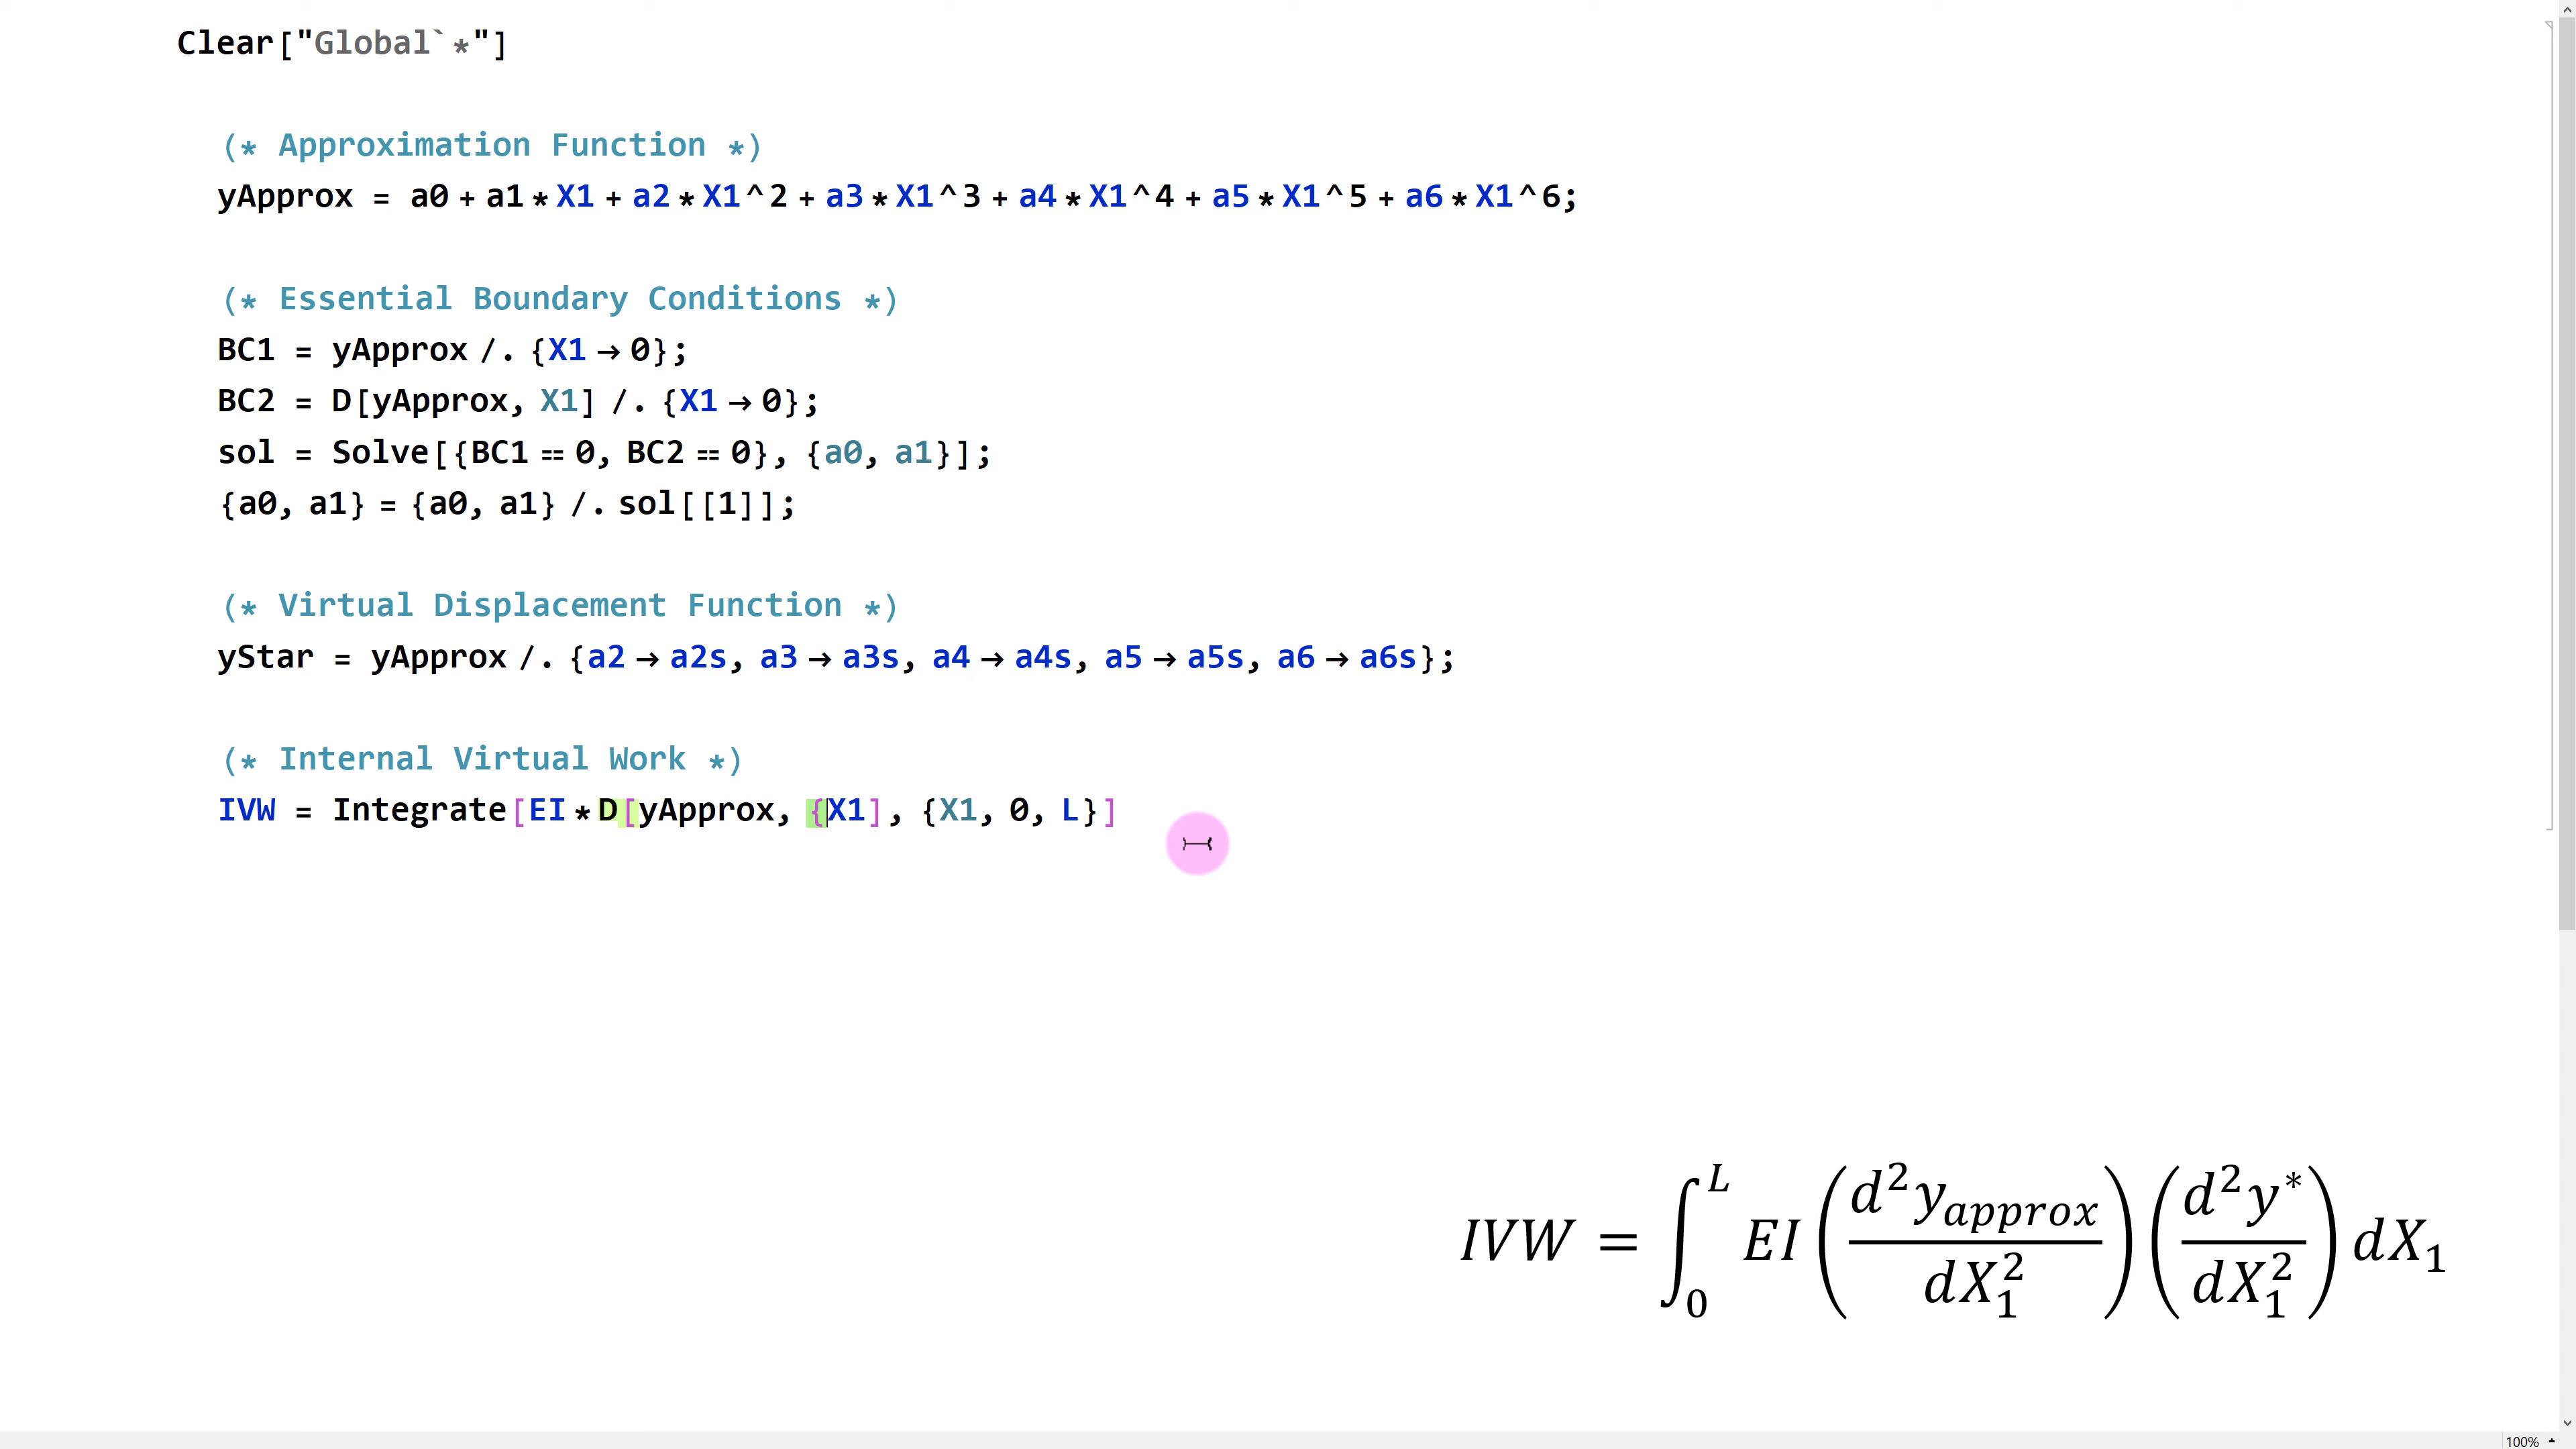 Clear["Global`*"]
(* Approximation Function *)
yApprox = a0 + a1 * X1 + a2 * X1^2 + a3 * X1^3 + a4 * X1^4 + a5 * X1^5 + a6 * X1^6;
(* Essential Boundary Conditions *)
BC1 = yApprox /. {X1 → 0};
BC2 = D[yApprox, X1] /. {X1 → 0};
sol = Solve[{BC1 == 0, BC2 == 0}, {a0, a1}];
{a0, a1} = {a0, a1} /. sol[[1]];
(* Virtual Displacement Function *)
yStar = yApprox /. {a2 → a2s, a3 → a3s, a4 → a4s, a5 → a5s, a6 → a6s};
(* Internal Virtual Work *)
IVW = Integrate[EI * D[yApprox, {X1], {X1, 0, L}]
IVW = ∫_0^L EI (d²y_approx / dX_1²) (d²y* / dX_1²) dX_1
100%